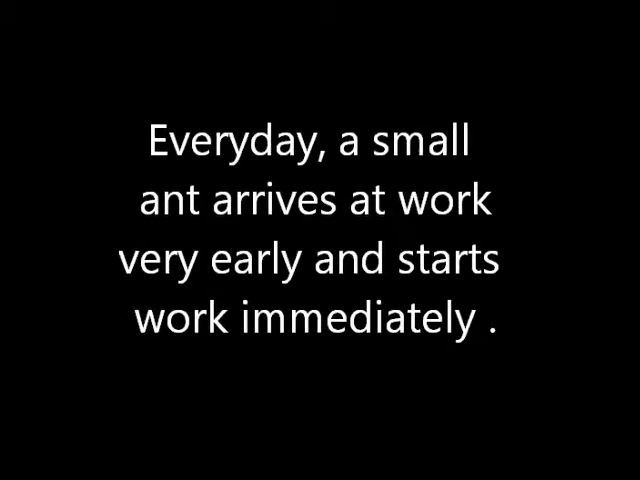 Everyday, a small
ant arrives at work
very early and starts
work immediately .